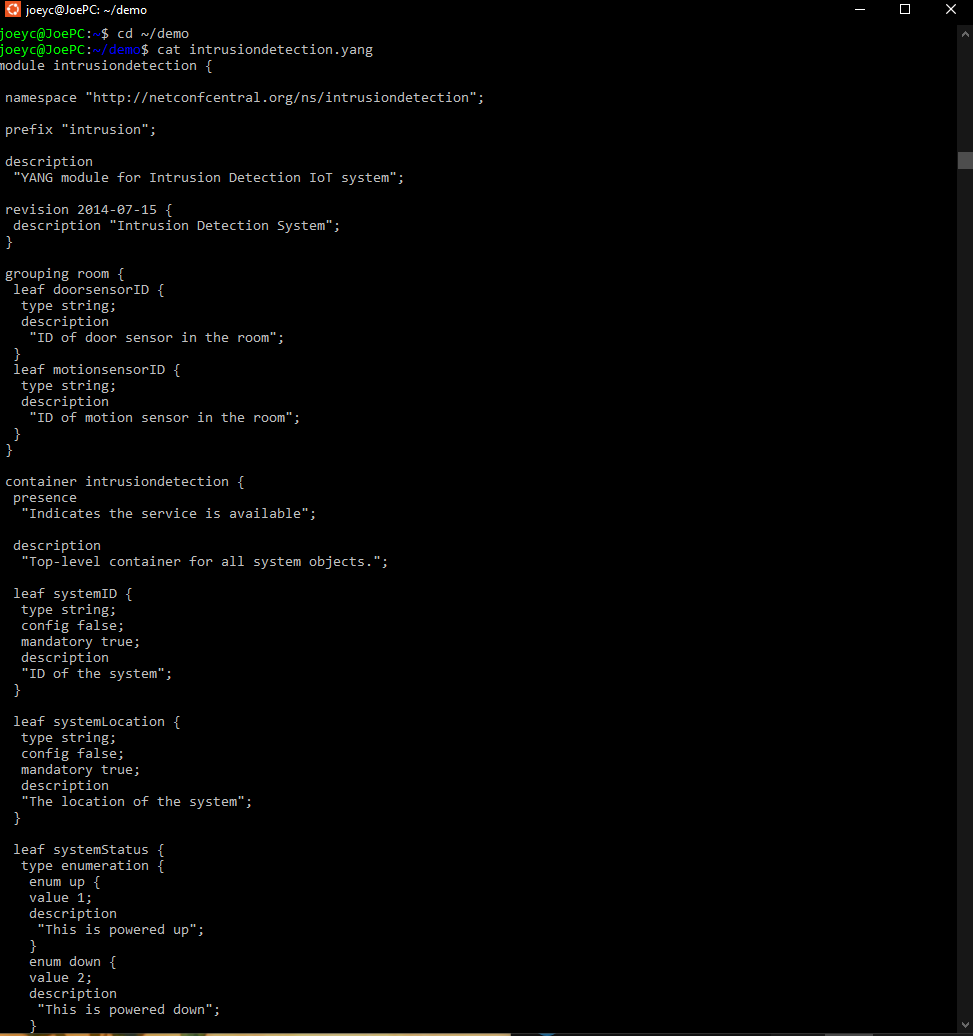 joeyc@JoePC: ~/demo
joeyc@JoePC:~$ cd ~/demo
joeyc@JoePC:~/demo$ cat intrusiondetection.yang
module intrusiondetection {
namespace "http://netconfcentral.org/ns/intrusiondetection";
prefix "intrusion";
description
"YANG module for Intrusion Detection IoT system";
revision 2014-07-15 {
description "Intrusion Detection System";
}
grouping room {
leaf doorsensorID {
type string;
description
"ID of door sensor in the room";
}
leaf motionsensorID {
type string;
description
"ID of motion sensor in the room";
}
}
container intrusiondetection {
presence
"Indicates the service is available";
description
"Top-level container for all system objects.";
leaf systemID {
type string;
config false;
mandatory true;
description
"ID of the system";
}
leaf systemLocation {
type string;
config false;
mandatory true;
description
"The location of the system";
}
leaf systemStatus {
type enumeration {
enum up {
value 1;
description
"This is powered up";
}
enum down {
value 2;
description
"This is powered down";
}